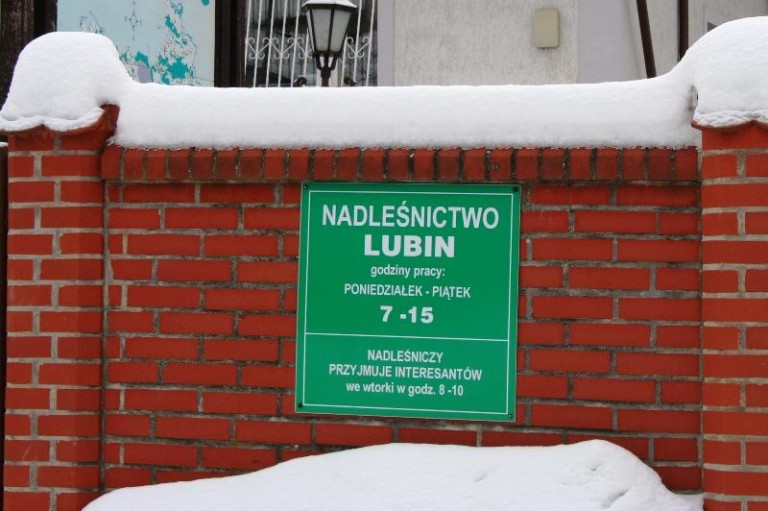 NADLEŚNICTWO
LUBIN
godziny pracy:
PONIEDZIAŁEK - PIĄTEK
7 -15
NADLEŚNICZY
PRZYJMUJE INTERESANTÓW
we wtorki w godz. 8 -10